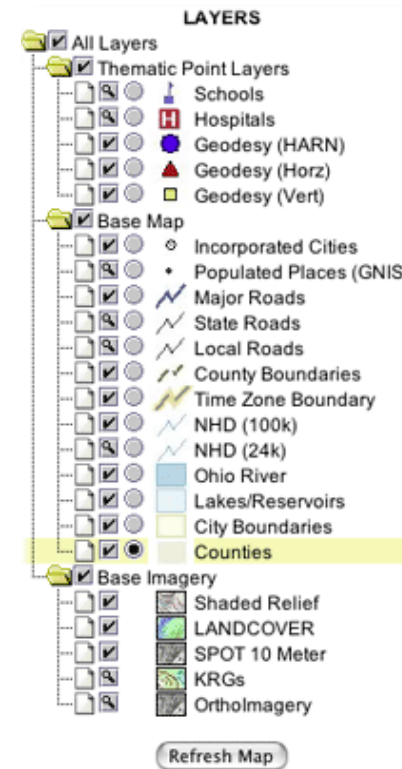 LAYERS
All Layers
Thematic Point Layers
Schools
H Hospitals
Geodesy (HARN)
Geodesy (Horz)
Geodesy (Vert)
Base Map
Incorporated Cities
Populated Places (GNIS
Major Roads
State Roads
Local Roads
County Boundaries
Time Zone Boundary
NHD (100k)
NHD (24k)
Ohio River
Lakes/Reservoirs
City Boundaries
Counties
Base Imagery
Shaded Relief
LANDCOVER
SPOT 10 Meter
KRGs
OrthoImagery
Refresh Map